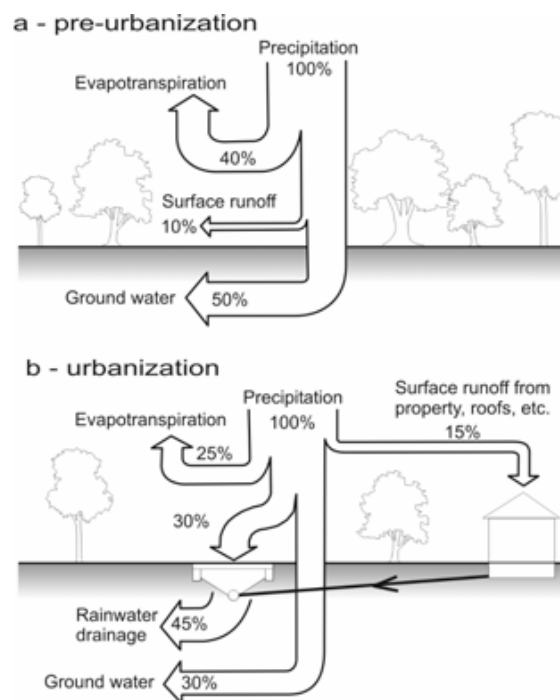 a - pre-urbanization
Precipitation
100%
Evapotranspiration
40%
Surface runoff
10%
Ground water
50%
b - urbanization
Precipitation
100%
Surface runoff from
property, roofs, etc.
15%
Evapotranspiration
25%
30%
Rainwater
drainage
45%
Ground water
30%